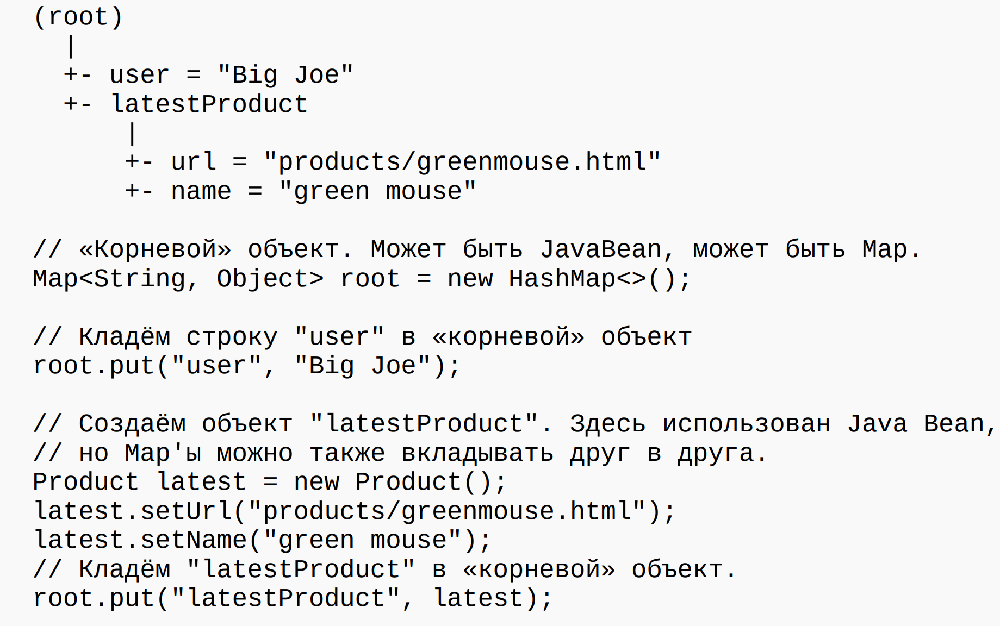 (root)
  |
  +- user = "Big Joe"
  +- latestProduct
      |
      +- url = "products/greenmouse.html"
      +- name = "green mouse"

// «Корневой» объект. Может быть JavaBean, может быть Map.
Map<String, Object> root = new HashMap<>();

// Кладём строку "user" в «корневой» объект
root.put("user", "Big Joe");

// Создаём объект "latestProduct". Здесь использован Java Bean,
// но Map'ы можно также вкладывать друг в друга.
Product latest = new Product();
latest.setUrl("products/greenmouse.html");
latest.setName("green mouse");
// Кладём "latestProduct" в «корневой» объект.
root.put("latestProduct", latest);